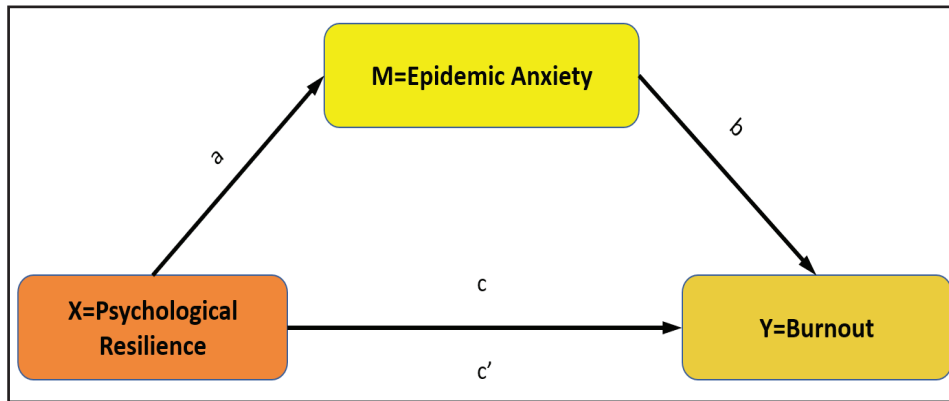 M=Epidemic Anxiety
a
b
X=Psychological
Resilience
c
c’
Y=Burnout